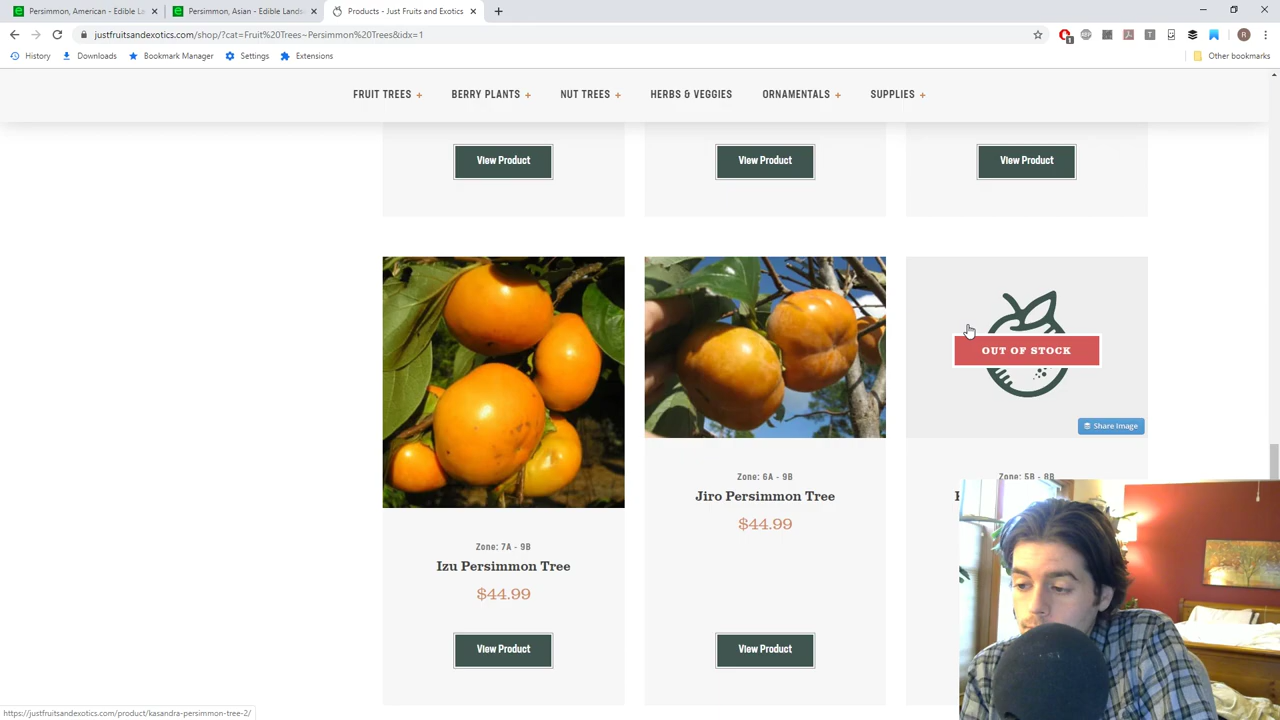 Persimmon, American - Edible La
Persimmon, Asian - Edible Lands
Products - Just Fruits and Exotics
justfruitsandexotics.com/shop/?cat=Fruit%20Trees~Persimmon%20Trees&idx=1
History Downloads Bookmark Manager Settings Extensions Other bookmarks
FRUIT TREES + BERRY PLANTS + NUT TREES + HERBS & VEGGIES ORNAMENTALS + SUPPLIES +
View Product View Product View Product
OUT OF STOCK
Share Image
Zone: 6A - 9B Zone: 5B - 8B
Jiro Persimmon Tree
$44.99
Zone: 7A - 9B
Izu Persimmon Tree
$44.99
View Product View Product
https://justfruitsandexotics.com/product/kasandra-persimmon-tree-2/